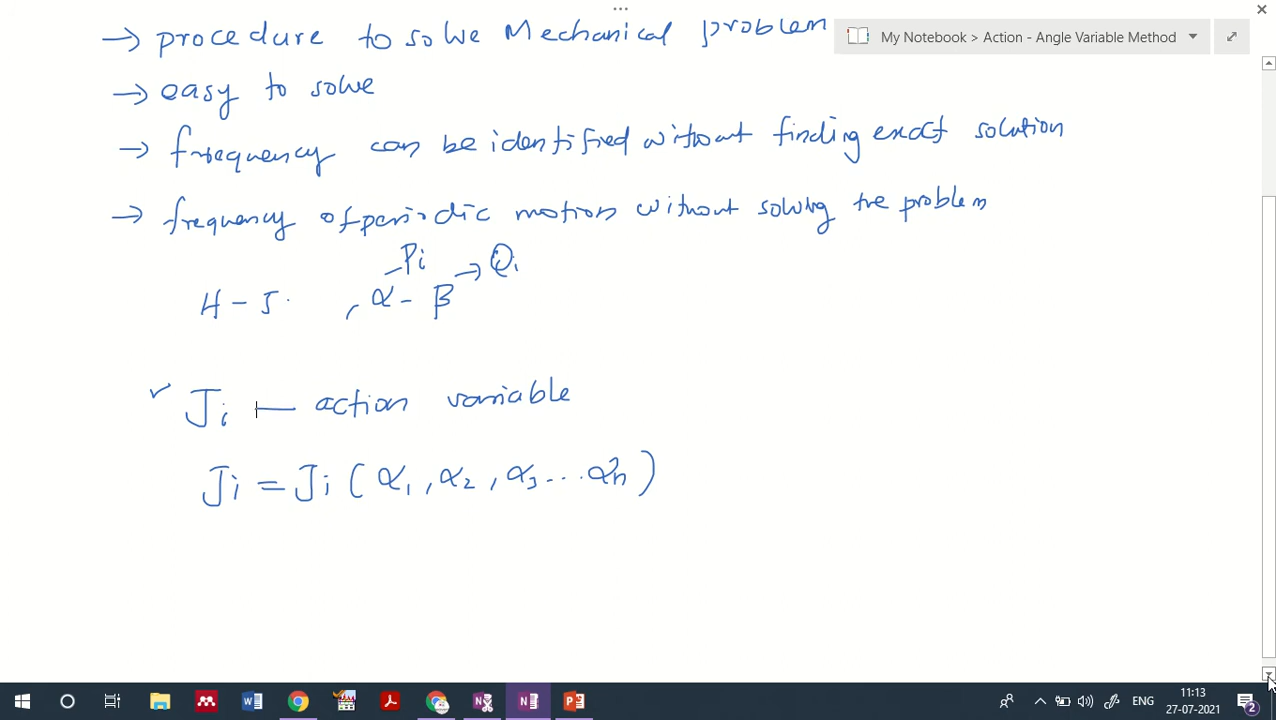 → procedure to solve Mechanical problem
My Notebook > Action - Angle Variable Method
→ easy to solve
→ frequency can be identified without finding exact solution
→ frequency of periodic motion without solving the problem
Pi → Qi
H - J. , α - β
✓ Ji — action variable
Ji = Ji ( α1, α2, α3 ... αn )
ENG
11:13
27-07-2021
2